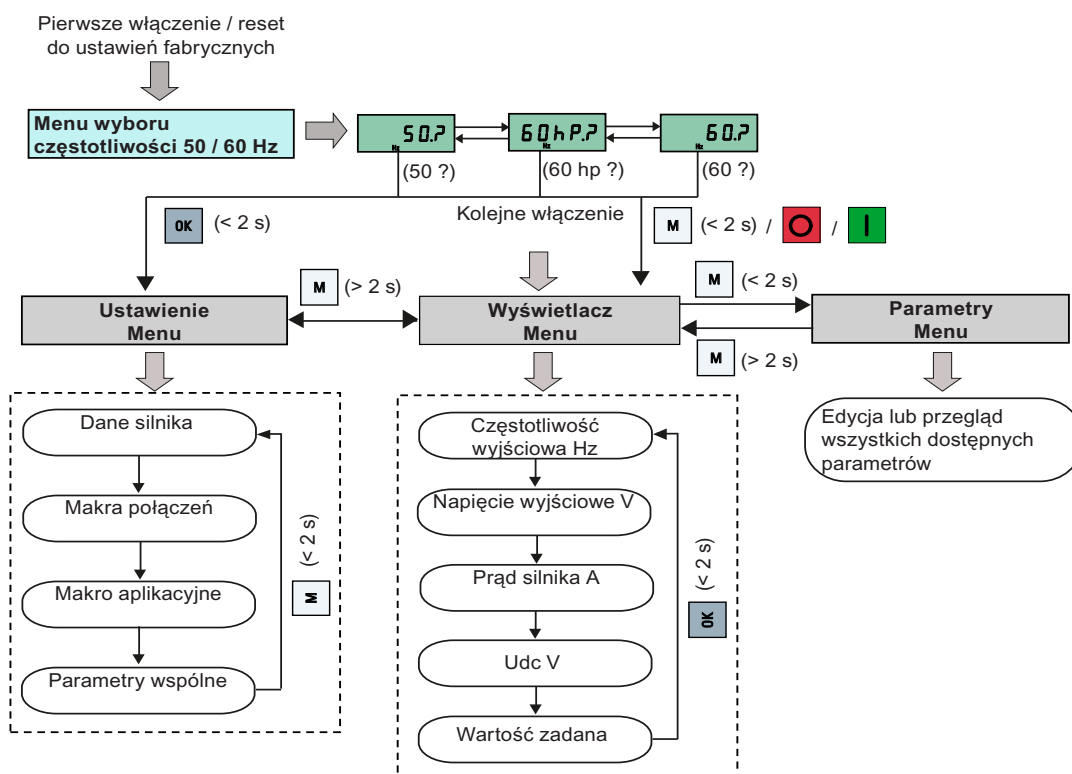 Pierwsze włączenie / reset
do ustawień fabrycznych
Menu wyboru
częstotliwości 50 / 60 Hz
50.?
Hz
60hP.?
Hz
60.?
Hz
(50 ?)
(60 hp ?)
(60 ?)
OK (< 2 s)
Kolejne włączenie
M (< 2 s) / /
M (> 2 s)
M (< 2 s)
Ustawienie
Menu
Wyświetlacz
Menu
Parametry
Menu
M (> 2 s)
Dane silnika
Makra połączeń
Makro aplikacyjne
Parametry wspólne
M (< 2 s)
Częstotliwość
wyjściowa Hz
Napięcie wyjściowe V
Prąd silnika A
Udc V
Wartość zadana
OK (< 2 s)
Edycja lub przegląd
wszystkich dostępnych
parametrów